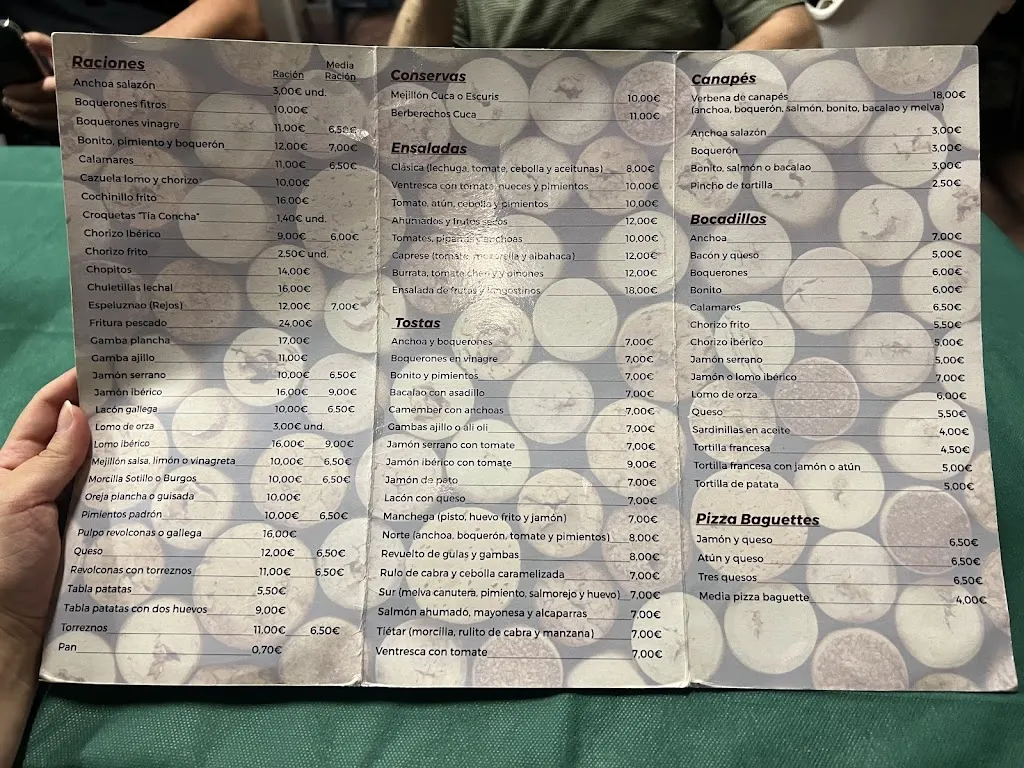 Raciones
Ración Media Ración
Anchoa salazón 3,00€ und.
Boquerones fitros 10,00€
Boquerones vinagre 11,00€ 6,50€
Bonito, pimiento y boquerón 12,00€ 7,00€
Calamares 11,00€ 6,50€
Cazuela lomo y chorizo 10,00€
Cochinillo frito 16,00€
Croquetas "Tía Concha" 1,40€ und.
Chorizo Ibérico 9,00€ 6,00€
Chorizo frito 2,50€ und.
Chopitos 14,00€
Chuletillas lechal 16,00€
Espeluznao (Rejos) 12,00€ 7,00€
Fritura pescado 24,00€
Gamba plancha 17,00€
Gamba ajillo 11,00€
Jamón serrano 10,00€ 6,50€
Jamón ibérico 16,00€ 9,00€
Lacón gallega 10,00€ 6,50€
Lomo de orza 3,00€ und.
Lomo ibérico 16,00€ 9,00€
Mejillón salsa, limón o vinagreta 10,00€ 6,50€
Morcilla Sotillo o Burgos 10,00€ 6,50€
Oreja plancha o guisada 10,00€
Pimientos padrón 10,00€ 6,50€
Pulpo revolconas o gallega 16,00€
Queso 12,00€ 6,50€
Revolconas con torreznos 11,00€ 6,50€
Tabla patatas 5,50€
Tabla patatas con dos huevos 9,00€
Torreznos 11,00€ 6,50€
Pan 0,70€
Conservas
Mejillón Cuca o Escuris 10,00€
Berberechos Cuca 11,00€
Ensaladas
Clásica (lechuga, tomate, cebolla y aceitunas) 8,00€
Ventresca con tomate, nueces y pimientos 10,00€
Tomate, atún, cebolla y pimientos 10,00€
Ahumados y frutos secos 12,00€
Tomates, piparras y anchoas 10,00€
Caprese (tomate, mozarella y albahaca) 12,00€
Burrata, tomate chery y piñones 12,00€
Ensalada de frutas y langostinos 18,00€
Tostas
Anchoa y boquerones 7,00€
Boquerones en vinagre 7,00€
Bonito y pimientos 7,00€
Bacalao con asadillo 7,00€
Camember con anchoas 7,00€
Gambas ajillo o ali oli 7,00€
Jamón serrano con tomate 7,00€
Jamón ibérico con tomate 9,00€
Jamón de pato 7,00€
Lacón con queso 7,00€
Manchega (pisto, huevo frito y jamón) 7,00€
Norte (anchoa, boquerón, tomate y pimientos) 8,00€
Revuelto de gulas y gambas 8,00€
Rulo de cabra y cebolla caramelizada 7,00€
Sur (melva canutera, pimiento, salmorejo y huevo) 7,00€
Salmón ahumado, mayonesa y alcaparras 7,00€
Tiétar (morcilla, rulito de cabra y manzana) 7,00€
Ventresca con tomate 7,00€
Canapés
Verbena de canapés 18,00€
(anchoa, boquerón, salmón, bonito, bacalao y melva)
Anchoa salazón 3,00€
Boquerón 3,00€
Bonito, salmón o bacalao 3,00€
Pincho de tortilla 2,50€
Bocadillos
Anchoa 7,00€
Bacón y queso 5,00€
Boquerones 6,00€
Bonito 6,00€
Calamares 6,50€
Chorizo frito 5,50€
Chorizo ibérico 5,00€
Jamón serrano 5,00€
Jamón o lomo ibérico 7,00€
Lomo de orza 6,00€
Queso 5,50€
Sardinillas en aceite 4,00€
Tortilla francesa 4,50€
Tortilla francesa con jamón o atún 5,00€
Tortilla de patata 5,00€
Pizza Baguettes
Jamón y queso 6,50€
Atún y queso 6,50€
Tres quesos 6,50€
Media pizza baguette 4,00€